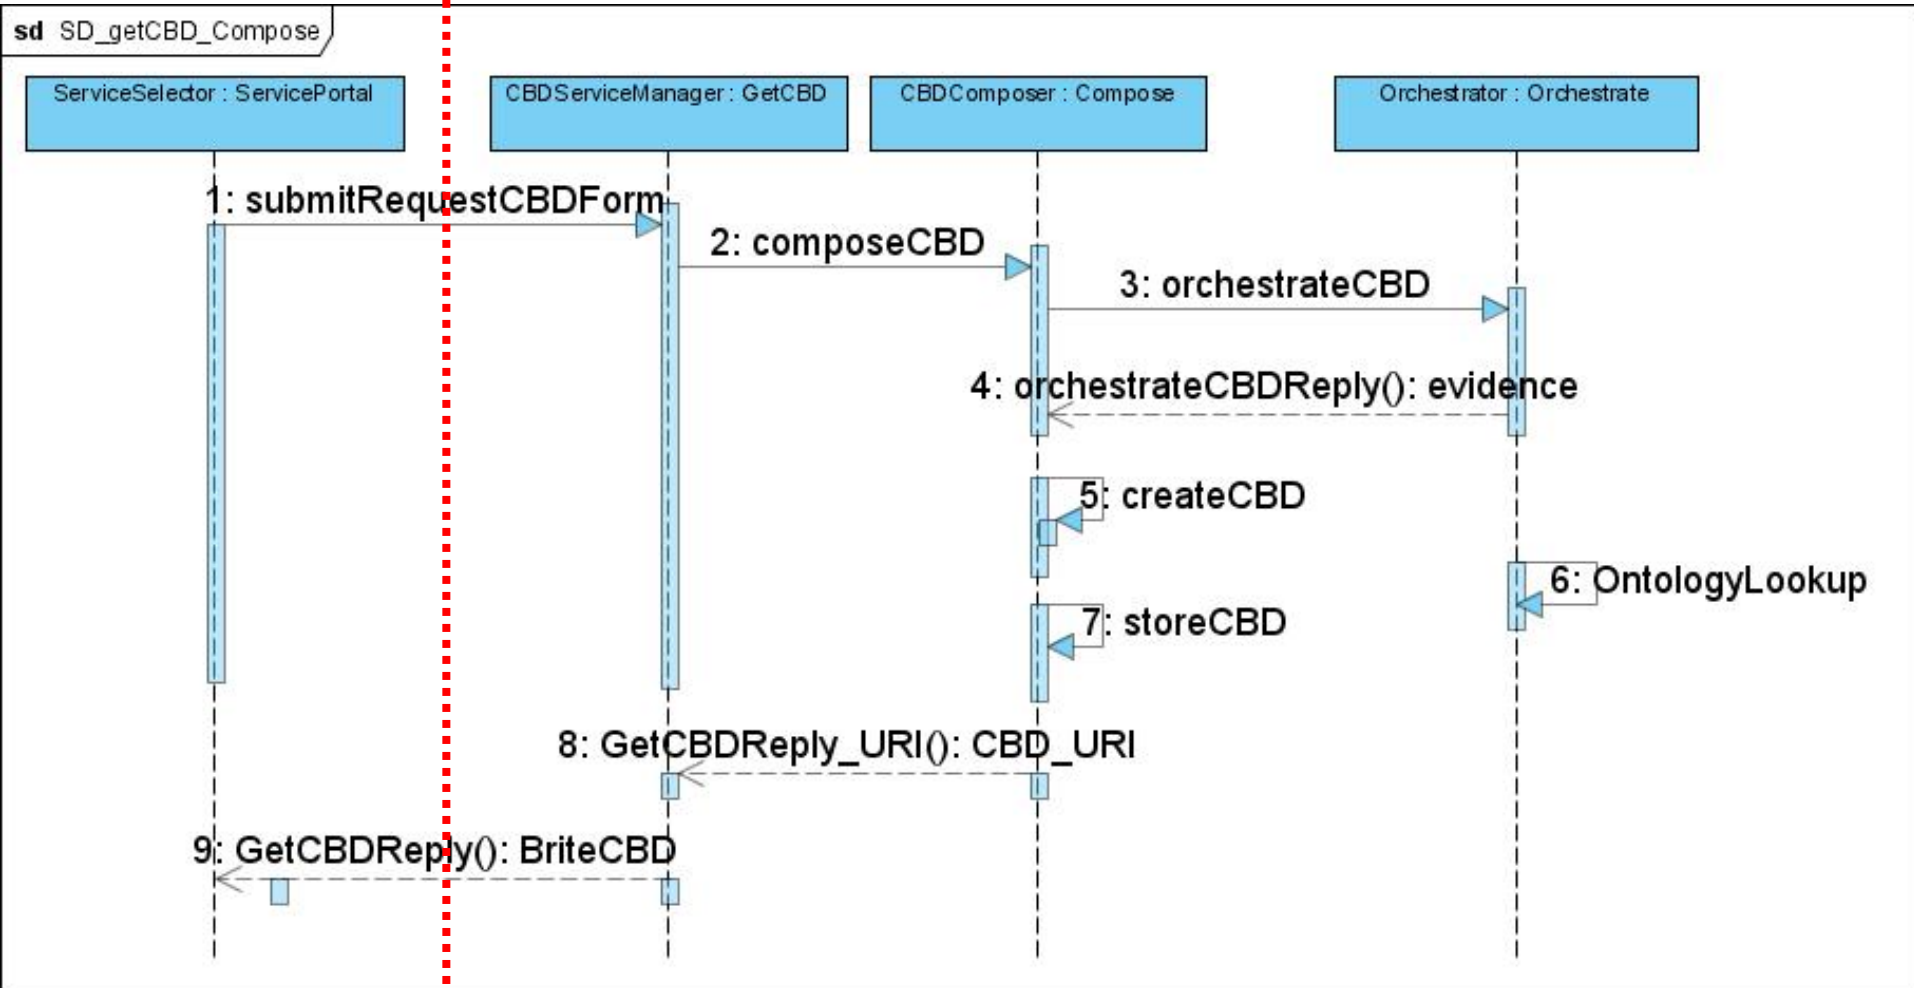 sd SD_getCBD_Compose
ServiceSelector : ServicePortal
CBDServiceManager : GetCBD
CBDComposer : Compose
Orchestrator : Orchestrate
1: submitRequestCBDForm
2: composeCBD
3: orchestrateCBD
4: orchestrateCBDReply(): evidence
5: createCBD
6: OntologyLookup
7: storeCBD
8: GetCBDReply_URI(): CBD_URI
9: GetCBDReply(): BriteCBD